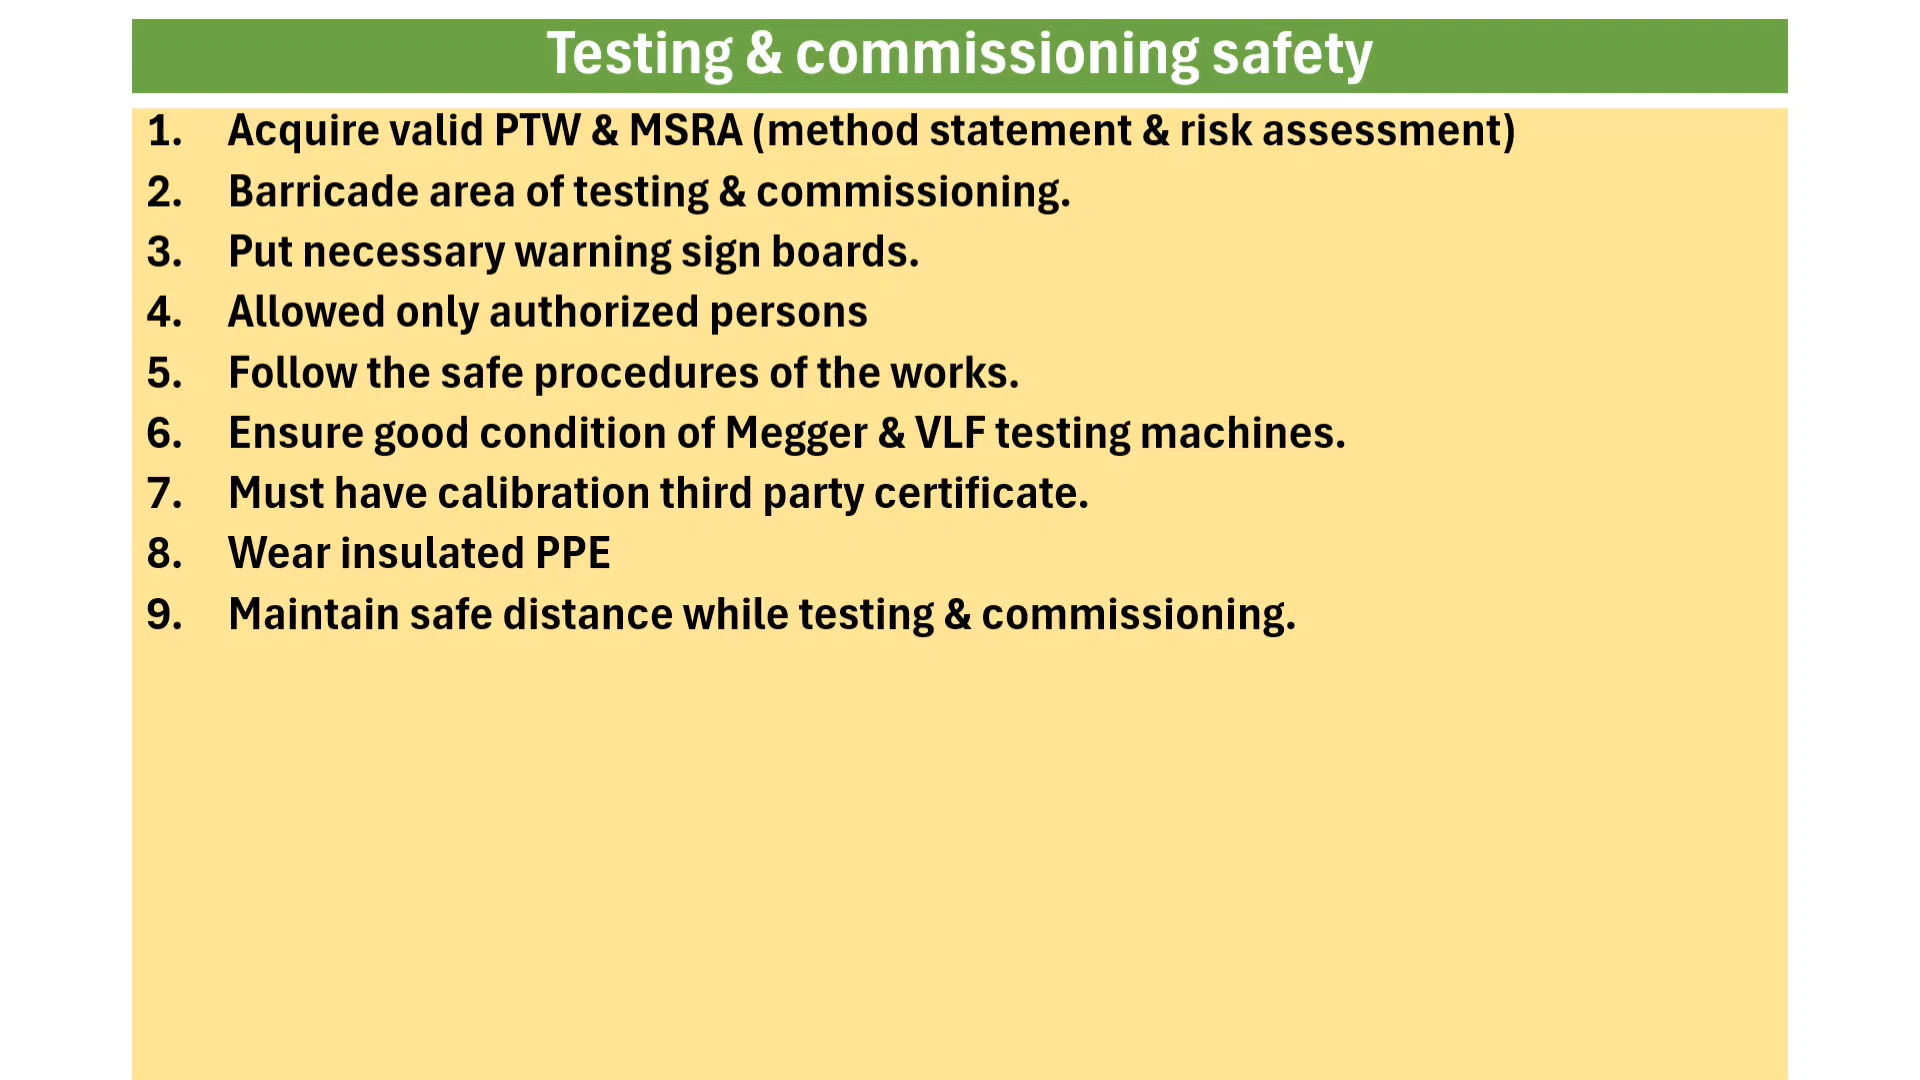 Testing & commissioning safety
1. Acquire valid PTW & MSRA (method statement & risk assessment)
2. Barricade area of testing & commissioning.
3. Put necessary warning sign boards.
4. Allowed only authorized persons
5. Follow the safe procedures of the works.
6. Ensure good condition of Megger & VLF testing machines.
7. Must have calibration third party certificate.
8. Wear insulated PPE
9. Maintain safe distance while testing & commissioning.